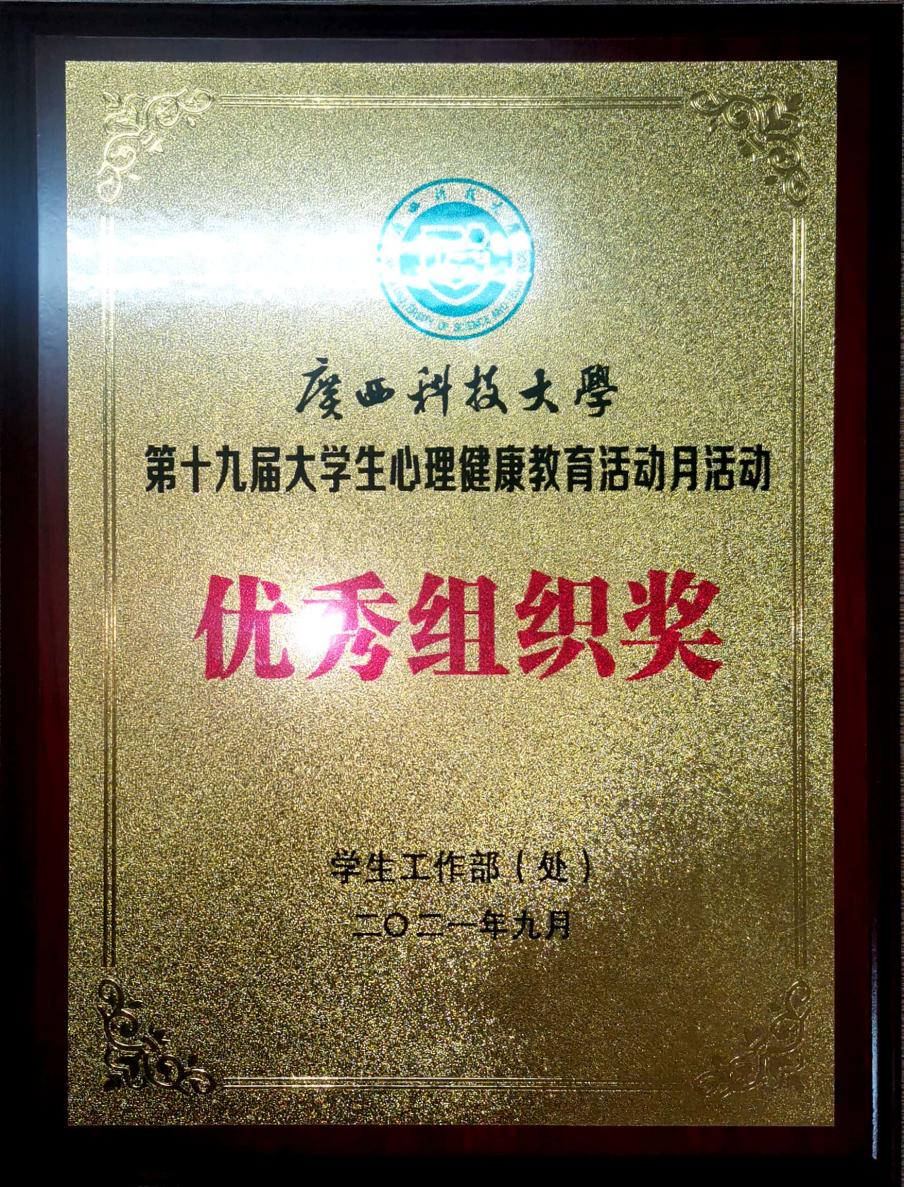 廣西科技大學
第十九届大学生心理健康教育活动月活动
优秀组织奖
学生工作部（处）
二〇二一年九月